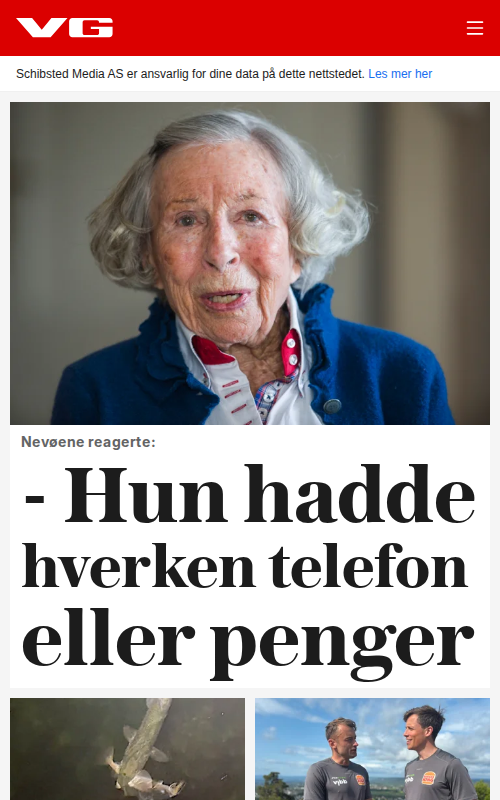 VG
Schibsted Media AS er ansvarlig for dine data på dette nettstedet. Les mer her
Nevøene reagerte:
- Hun hadde
hverken telefon
eller penger